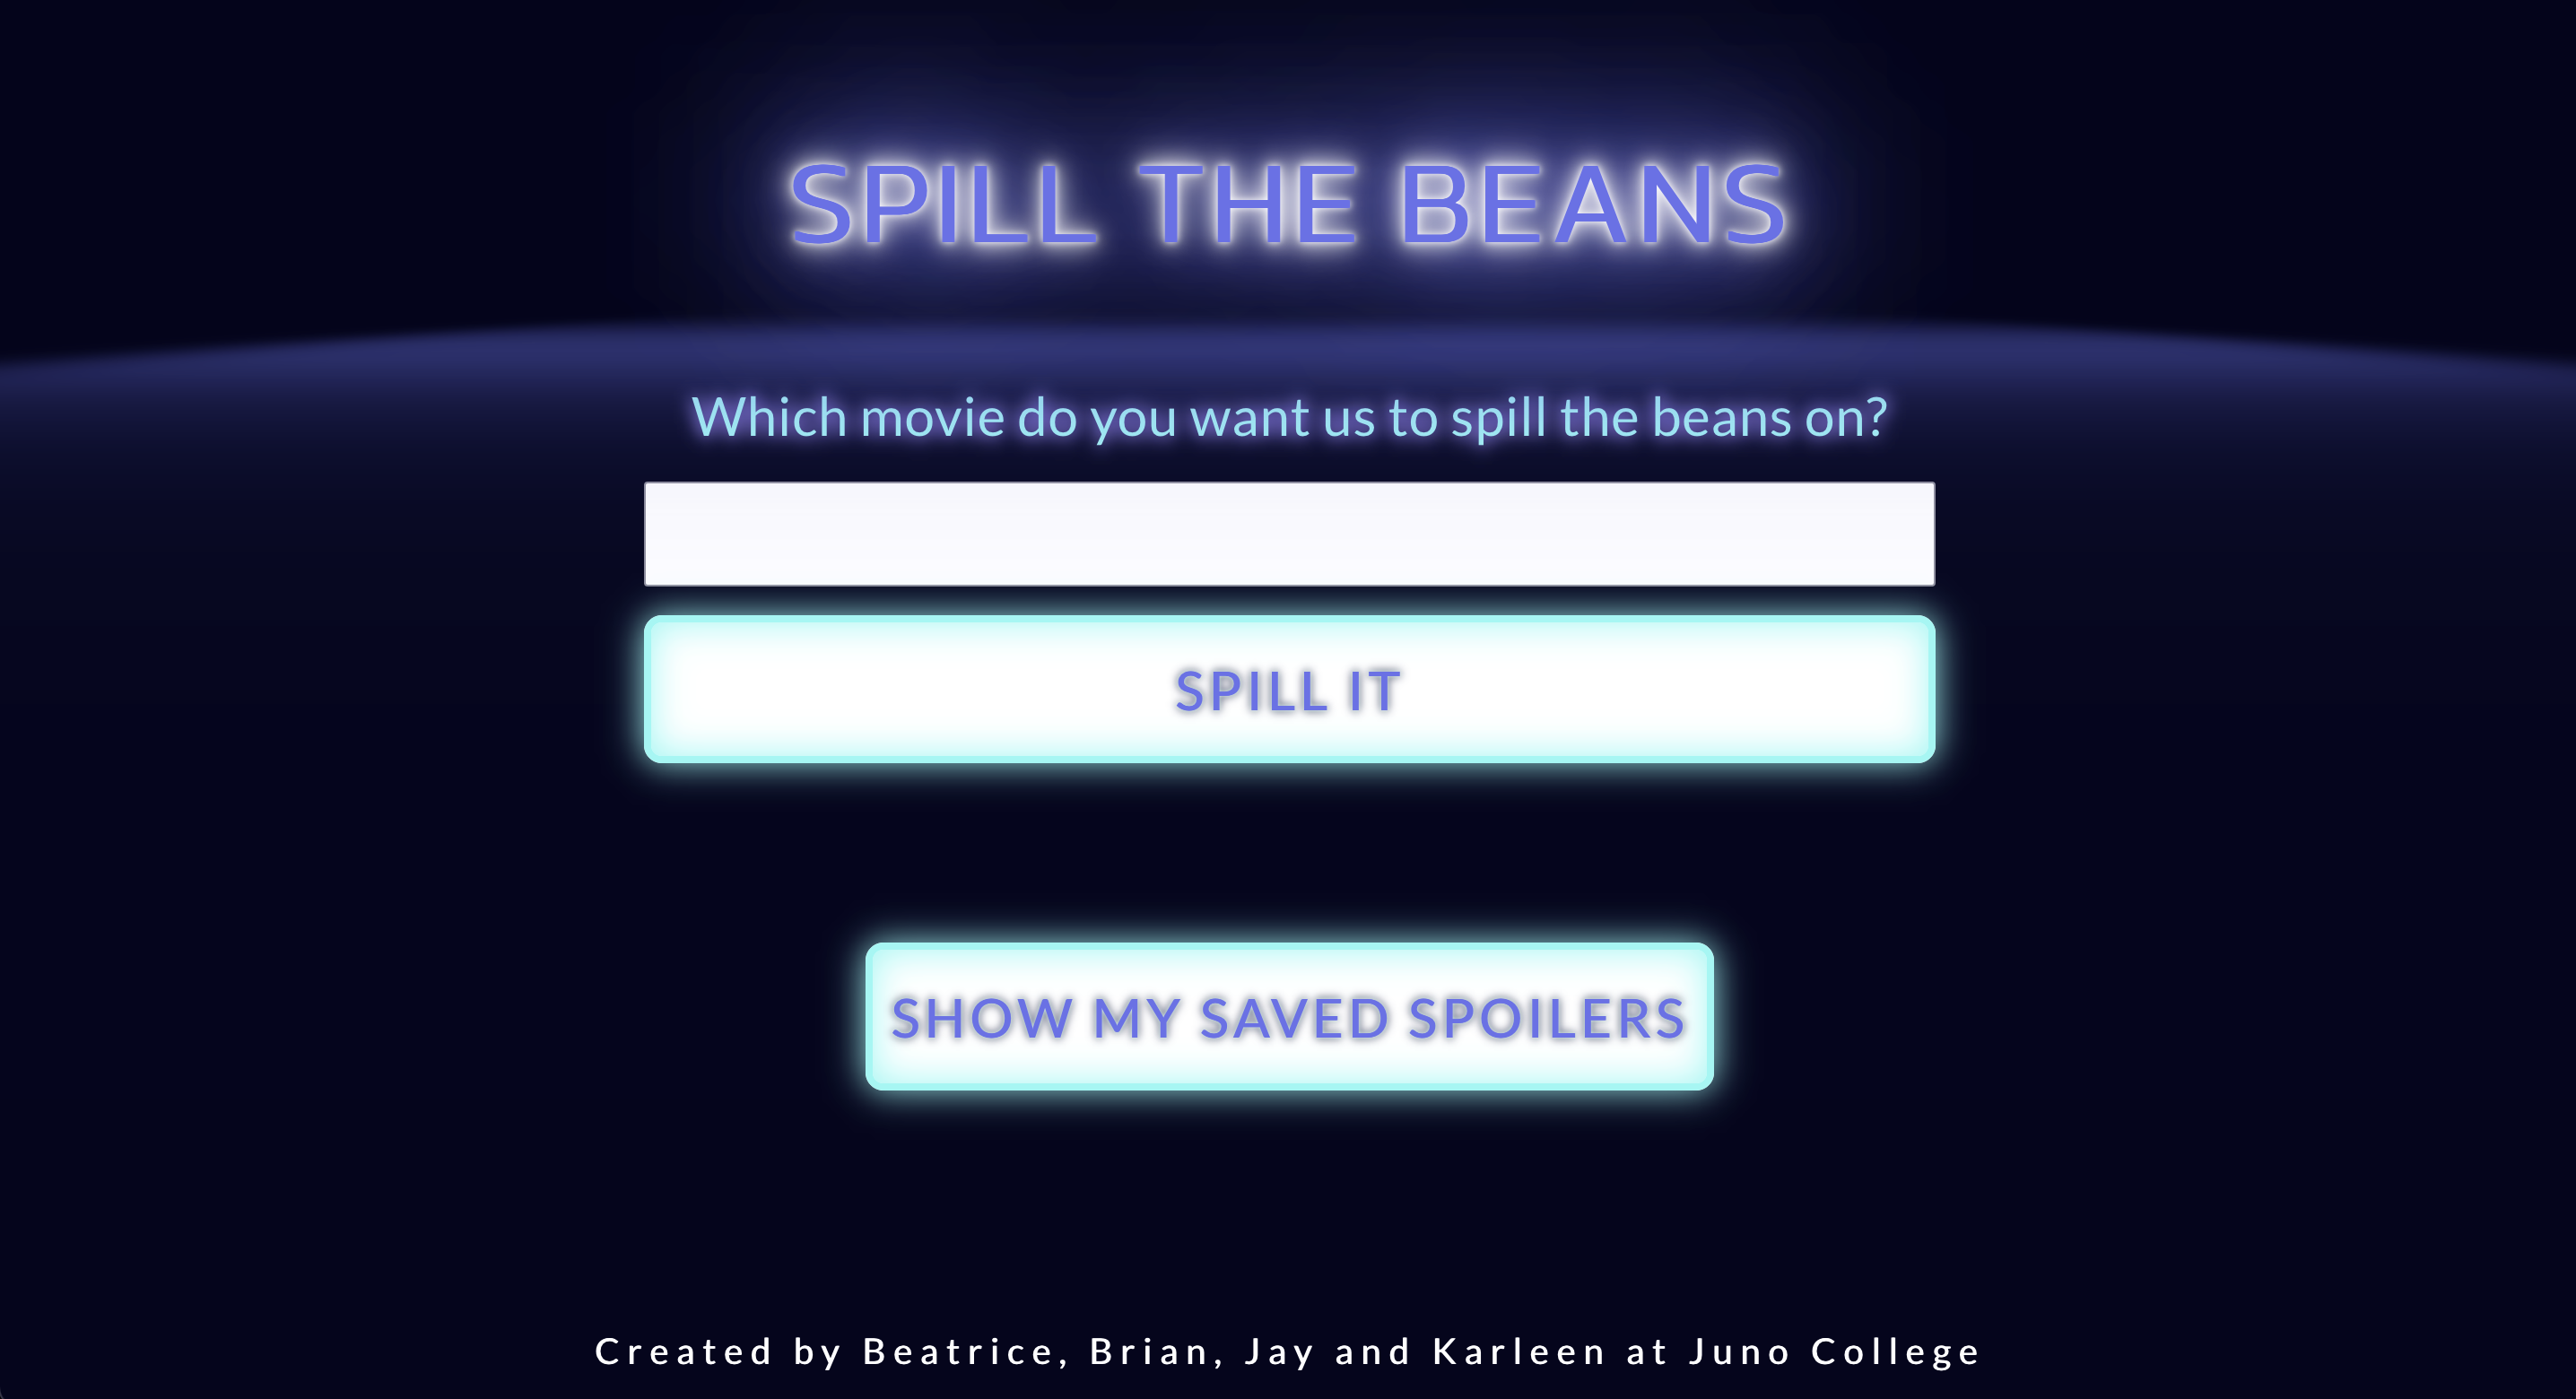 SPILL THE BEANS
Which movie do you want us to spill the beans on?
SPILL IT
SHOW MY SAVED SPOILERS
Created by Beatrice, Brian, Jay and Karleen at Juno College